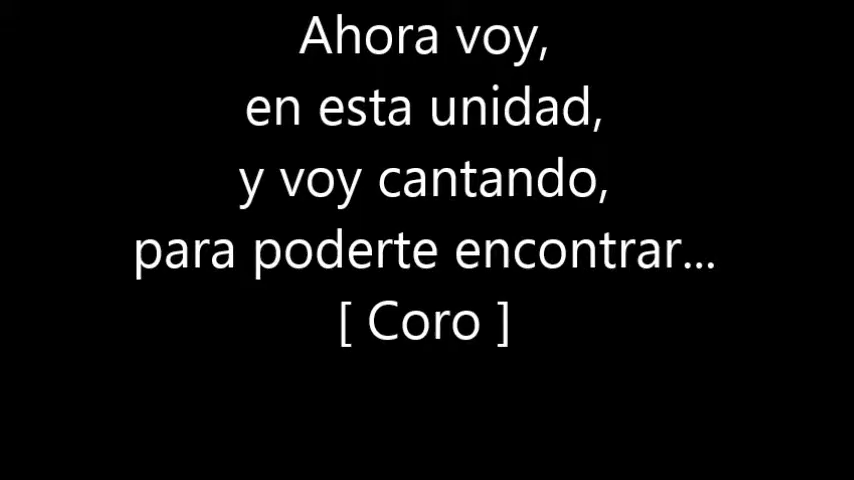 Ahora voy,
en esta unidad,
y voy cantando,
para poderte encontrar...
[ Coro ]